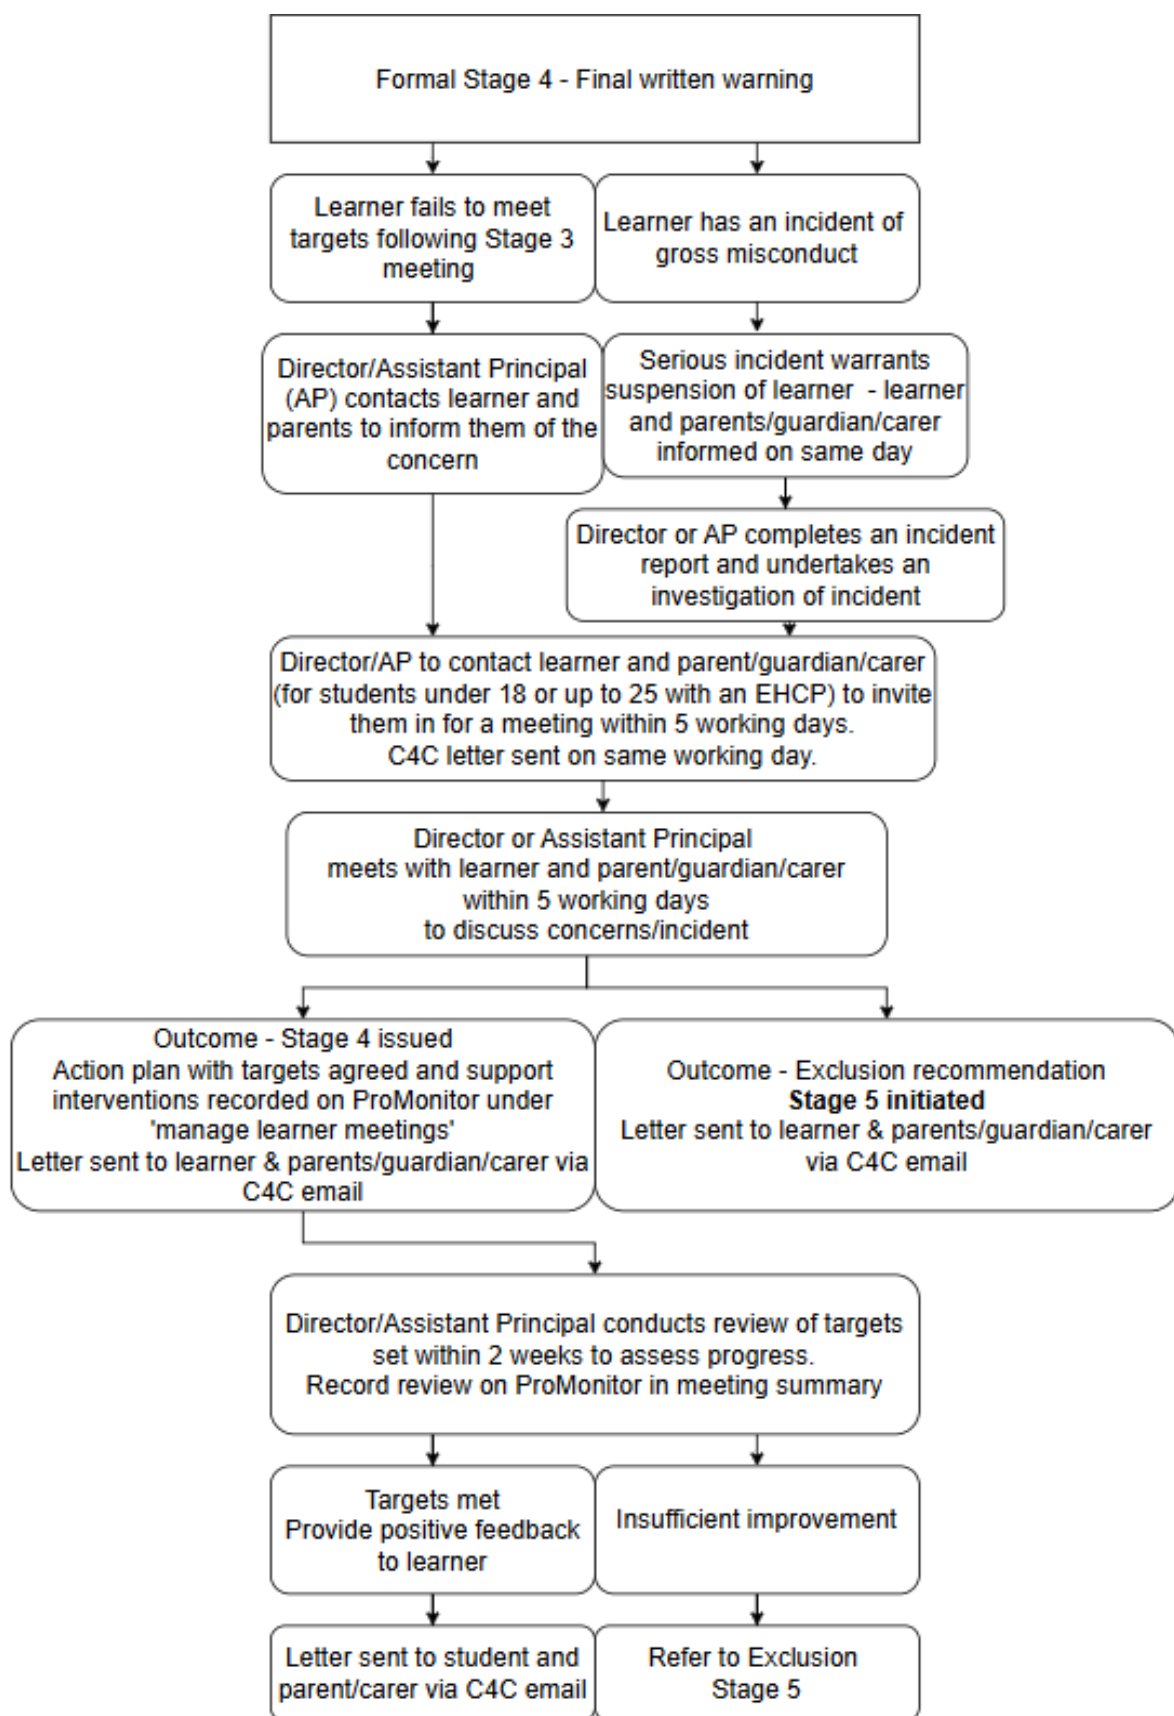 Formal Stage 4 - Final written warning
Learner fails to meet
targets following Stage 3
meeting
Learner has an incident of
gross misconduct
Director/Assistant Principal
(AP) contacts learner and
parents to inform them of the
concern
Serious incident warrants
suspension of learner - learner
and parents/guardian/carer
informed on same day
Director or AP completes an incident
report and undertakes an
investigation of incident
Director/AP to contact learner and parent/guardian/carer
(for students under 18 or up to 25 with an EHCP) to invite
them in for a meeting within 5 working days.
C4C letter sent on same working day.
Director or Assistant Principal
meets with learner and parent/guardian/carer
within 5 working days
to discuss concerns/incident
Outcome - Stage 4 issued
Action plan with targets agreed and support
interventions recorded on ProMonitor under
'manage learner meetings'
Letter sent to learner & parents/guardian/carer via
C4C email
Outcome - Exclusion recommendation
Stage 5 initiated
Letter sent to learner & parents/guardian/carer
via C4C email
Director/Assistant Principal conducts review of targets
set within 2 weeks to assess progress.
Record review on ProMonitor in meeting summary
Targets met
Provide positive feedback
to learner
Insufficient improvement
Letter sent to student and
parent/carer via C4C email
Refer to Exclusion
Stage 5